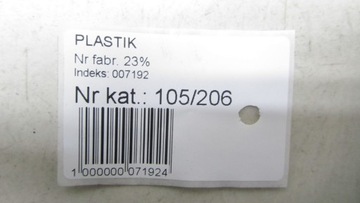 PLASTIK
Nr fabr. 23%
Indeks: 007192
Nr kat.: 105/206
1 000000 071924